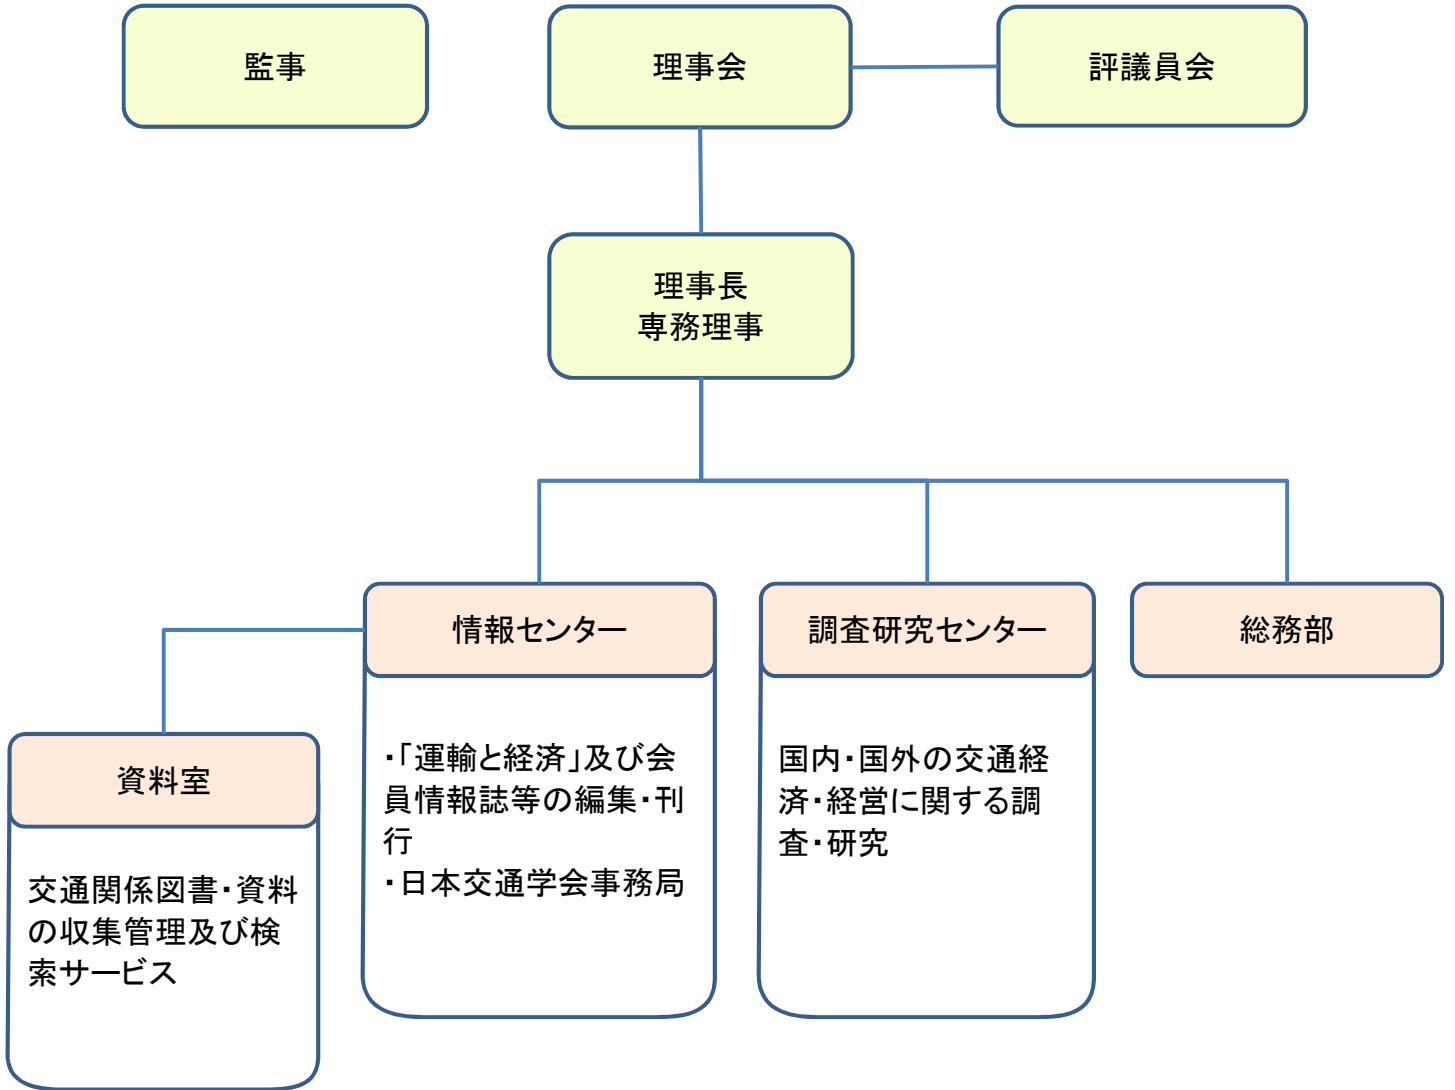 監事
理事会
評議員会
理事長
専務理事
情報センター
調査研究センター
総務部
資料室
・「運輸と経済」及び会
員情報誌等の編集・刊
行
・日本交通学会事務局
国内・国外の交通経
済・経営に関する調
査・研究
交通関係図書・資料
の収集管理及び検
索サービス